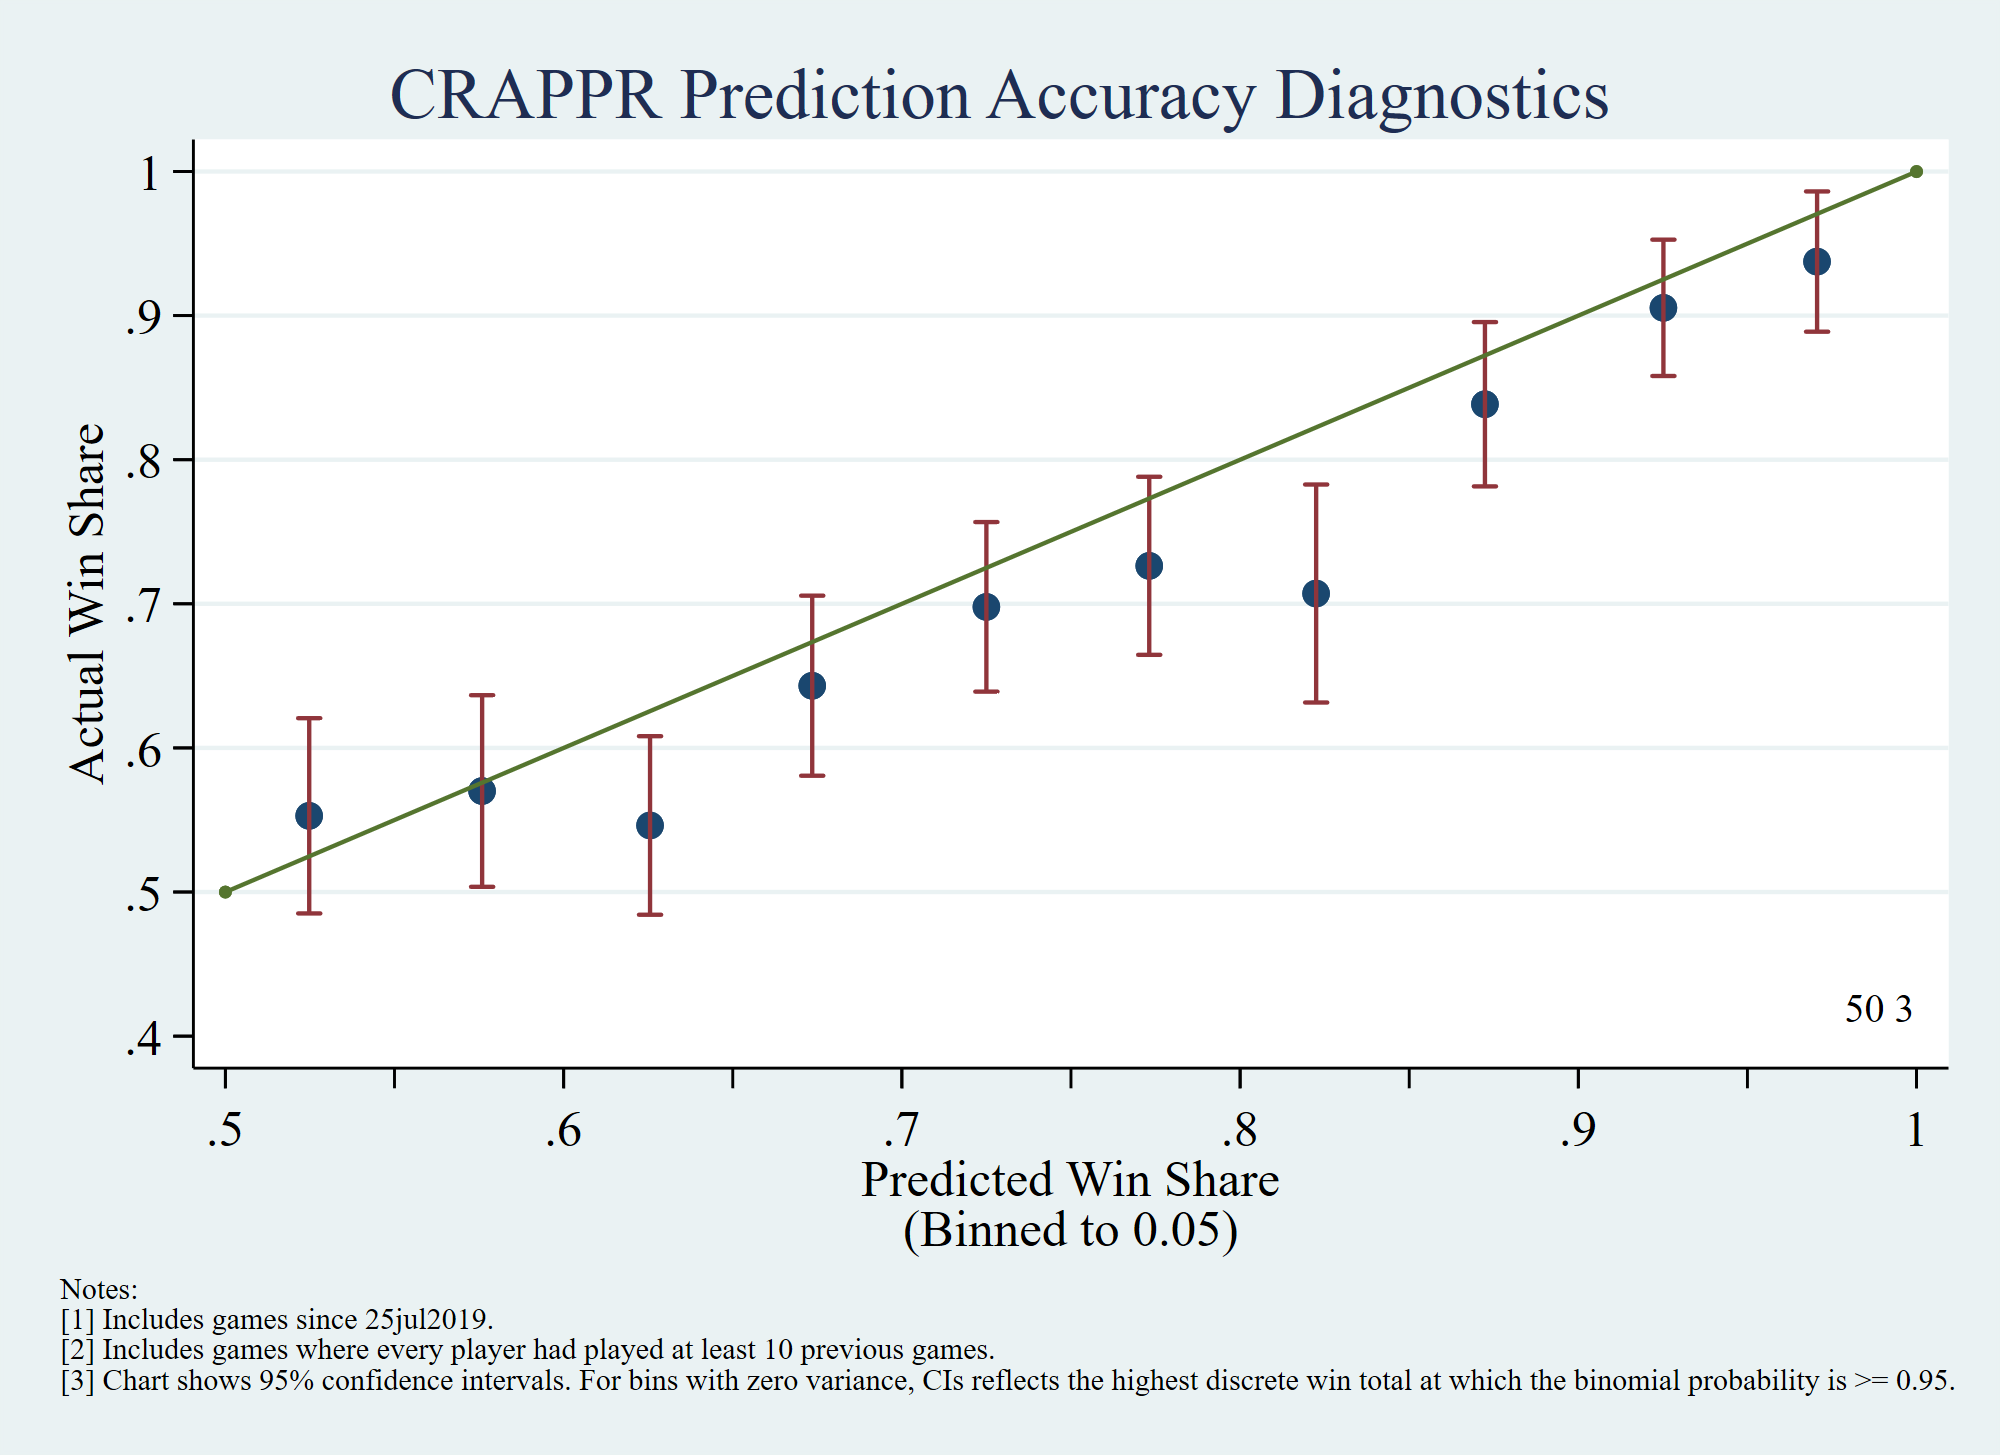 CRAPPR Prediction Accuracy Diagnostics
1
.9
.8
.7
.6
.5
.4
Actual Win Share
50 3
.5
.6
.7
.8
.9
1
Predicted Win Share
(Binned to 0.05)
Notes:
[1] Includes games since 25jul2019.
[2] Includes games where every player had played at least 10 previous games.
[3] Chart shows 95% confidence intervals. For bins with zero variance, CIs reflects the highest discrete win total at which the binomial probability is >= 0.95.